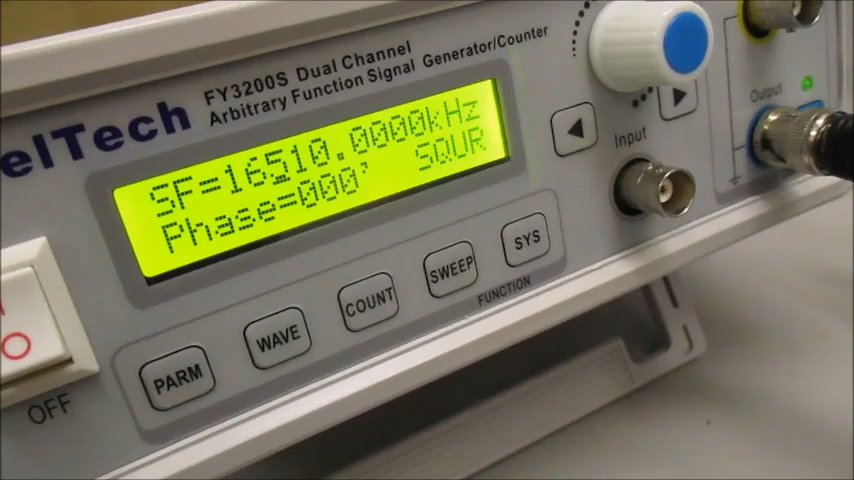 elTech
FY3200S Dual Channel
Arbitrary Function Signal Generator/Counter
SF=16510.0000kHz
Phase=000' SQUR
Input
Output
PARM
WAVE
COUNT
SWEEP
SYS
FUNCTION
OFF